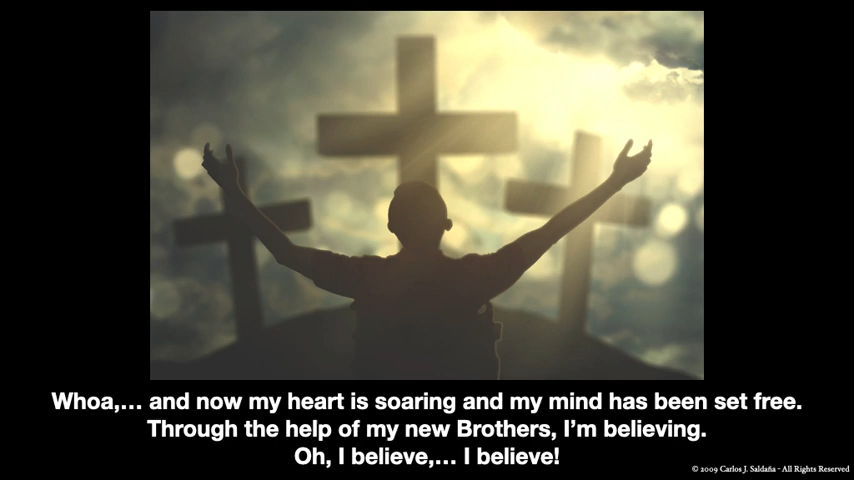 Whoa,… and now my heart is soaring and my mind has been set free.
Through the help of my new Brothers, I’m believing.
Oh, I believe,… I believe!
© 2009 Carlos J. Saldaña - All Rights Reserved